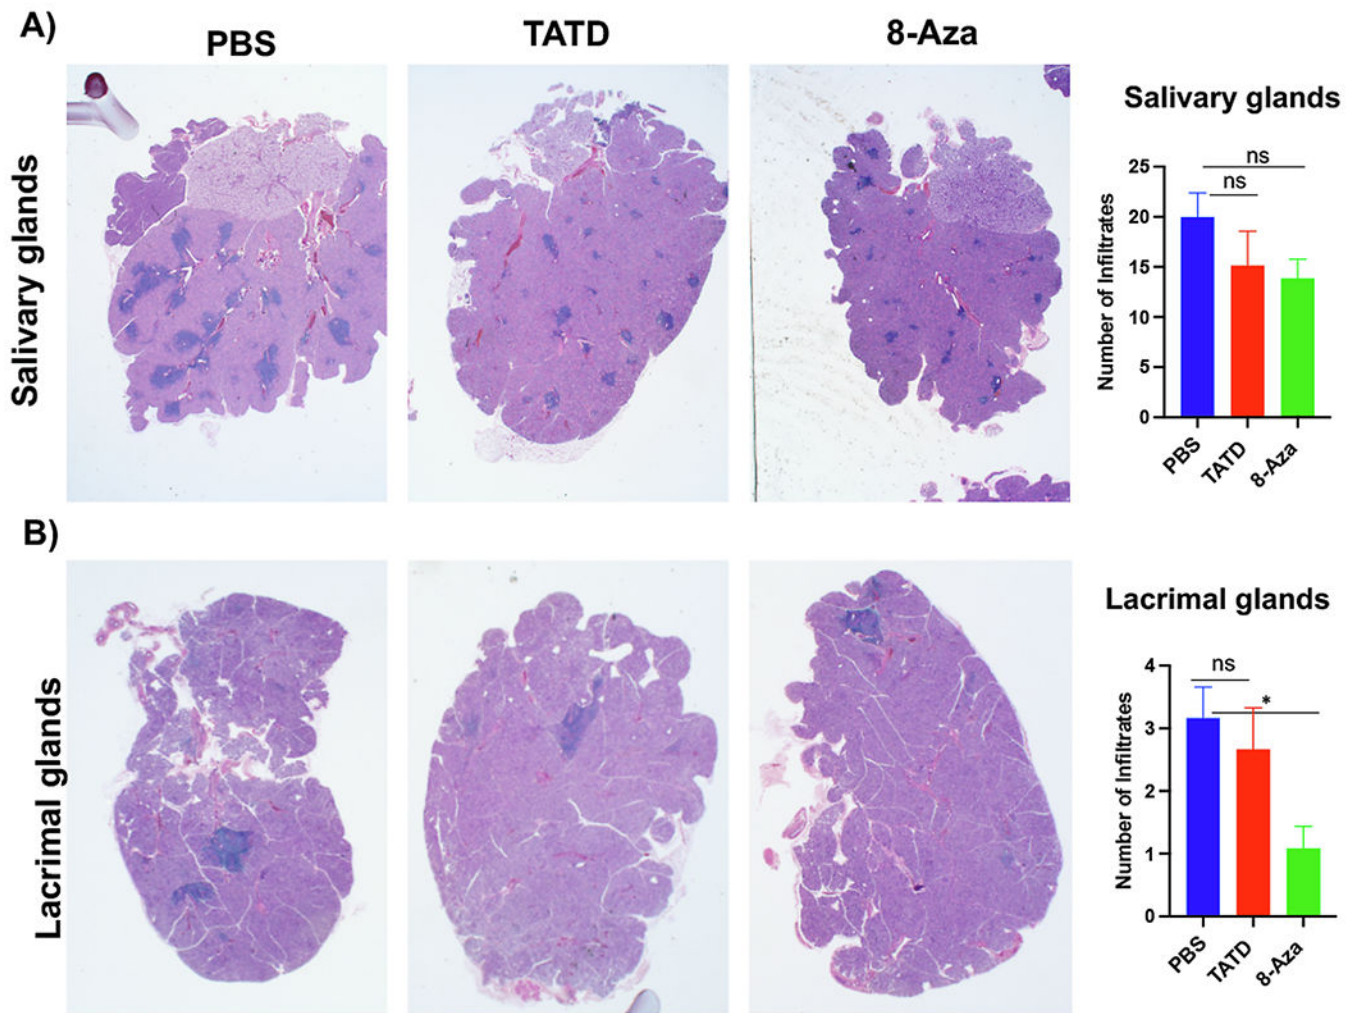 A)
PBS
TATD
8-Aza
Salivary glands
Salivary glands
Number of Infiltrates
25
20
15
10
5
0
ns
ns
PBS
TATD
8-Aza
B)
Lacrimal glands
Lacrimal glands
Number of Infiltrates
4
3
2
1
0
ns
*
PBS
TATD
8-Aza